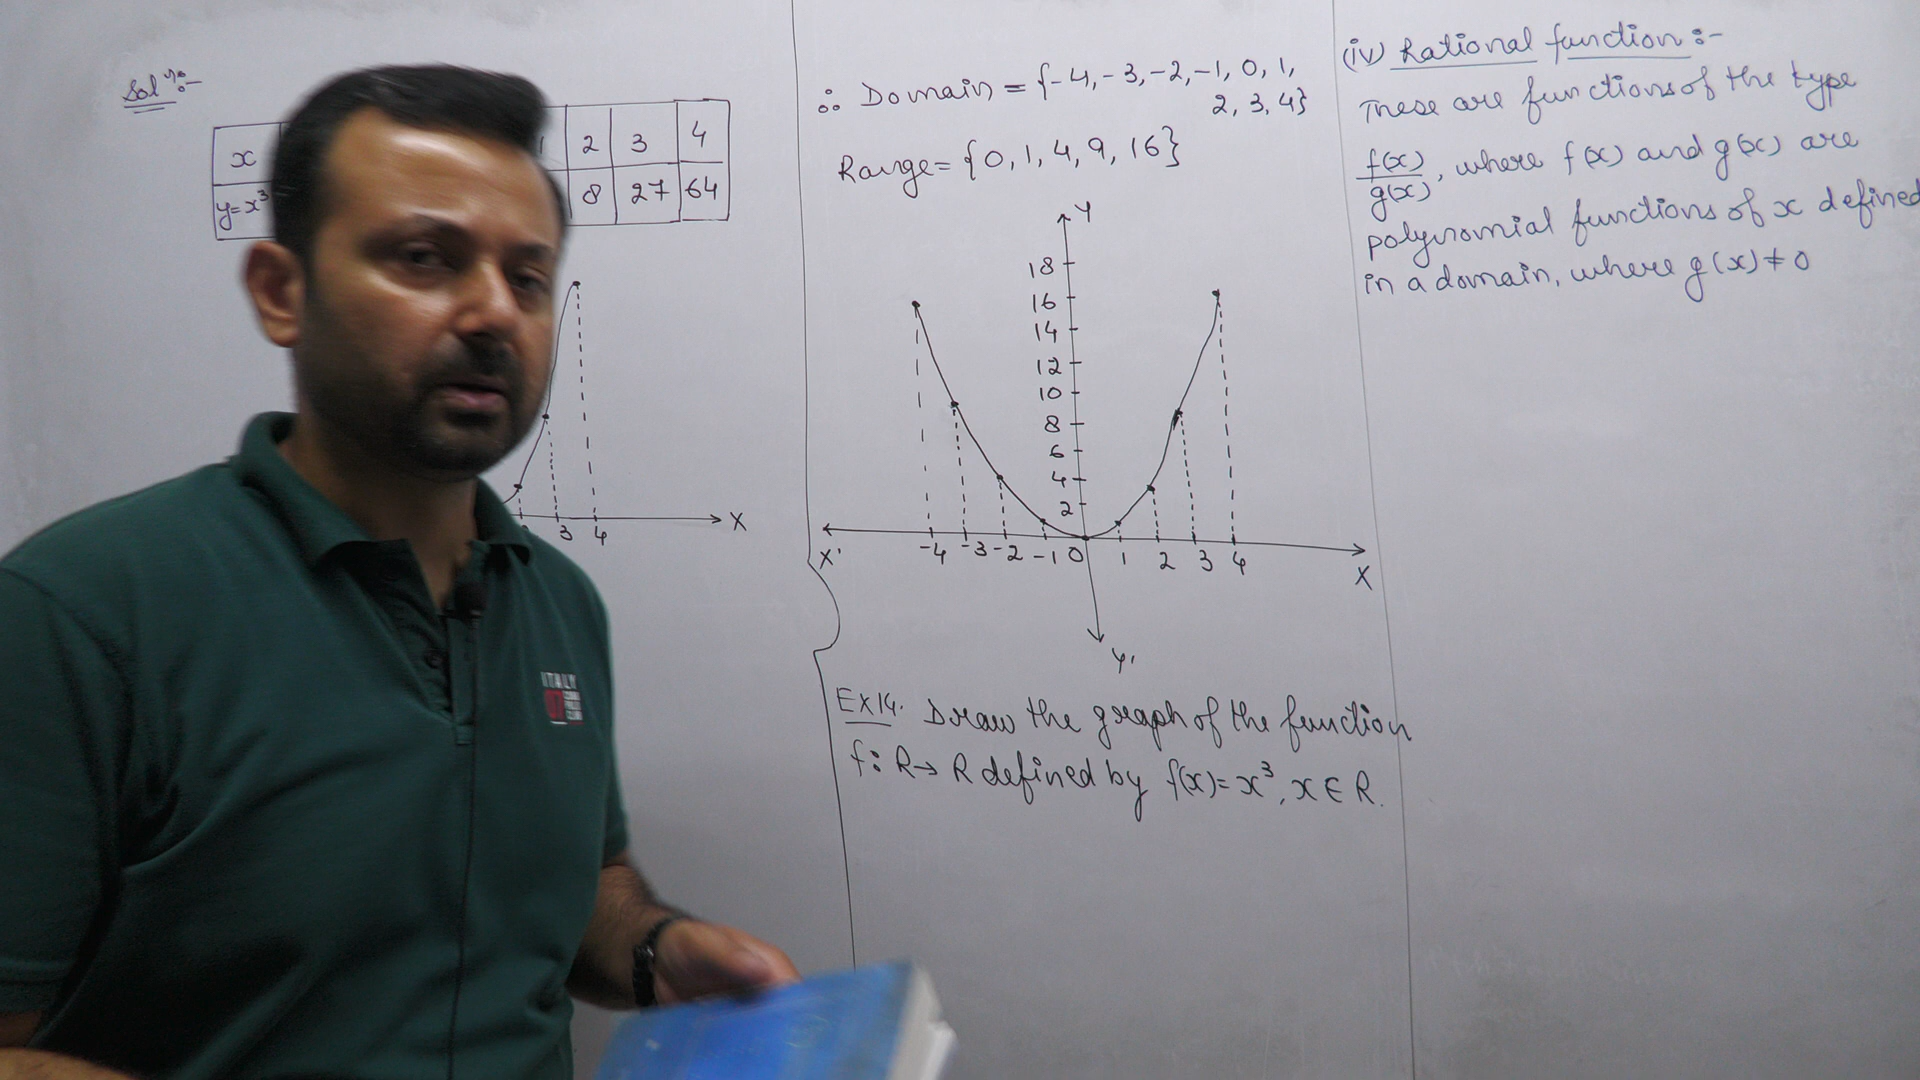 Solⁿ:-
x 1 2 3 4
y=x³ 8 27 64
3 4 X
∴ Domain = {-4, -3, -2, -1, 0, 1,
2, 3, 4}
Range = {0, 1, 4, 9, 16}
Y
18
16
14
12
10
8
6
4
2
X' -4 -3 -2 -1 0 1 2 3 4 X
Y'
Ex14. Draw the graph of the function
f: R→R defined by f(x)=x³, x∈R.
(iv) Rational function:-
These are functions of the type
f(x)/g(x), where f(x) and g(x) are
polynomial functions of x defined
in a domain, where g(x)≠0
ITALY